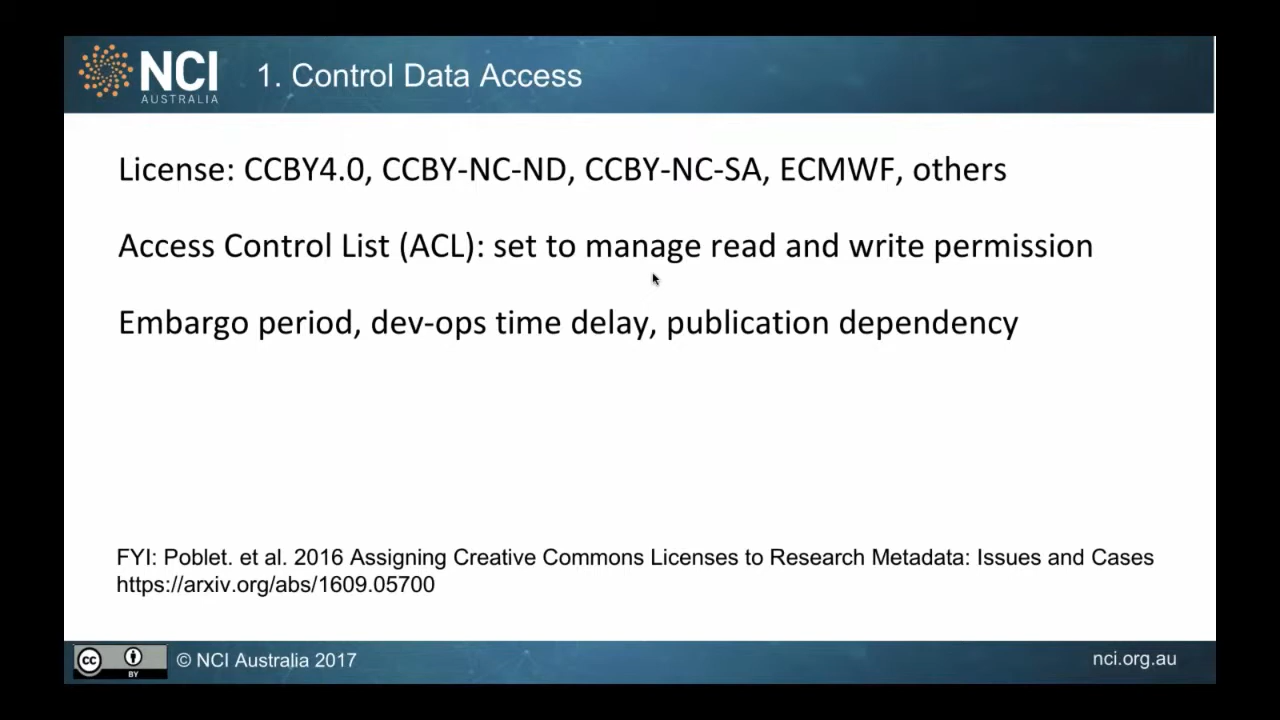 NCI
AUSTRALIA
1. Control Data Access
License: CCBY4.0, CCBY-NC-ND, CCBY-NC-SA, ECMWF, others
Access Control List (ACL): set to manage read and write permission
Embargo period, dev-ops time delay, publication dependency
FYI: Poblet. et al. 2016 Assigning Creative Commons Licenses to Research Metadata: Issues and Cases
https://arxiv.org/abs/1609.05700
cc
BY
© NCI Australia 2017
nci.org.au